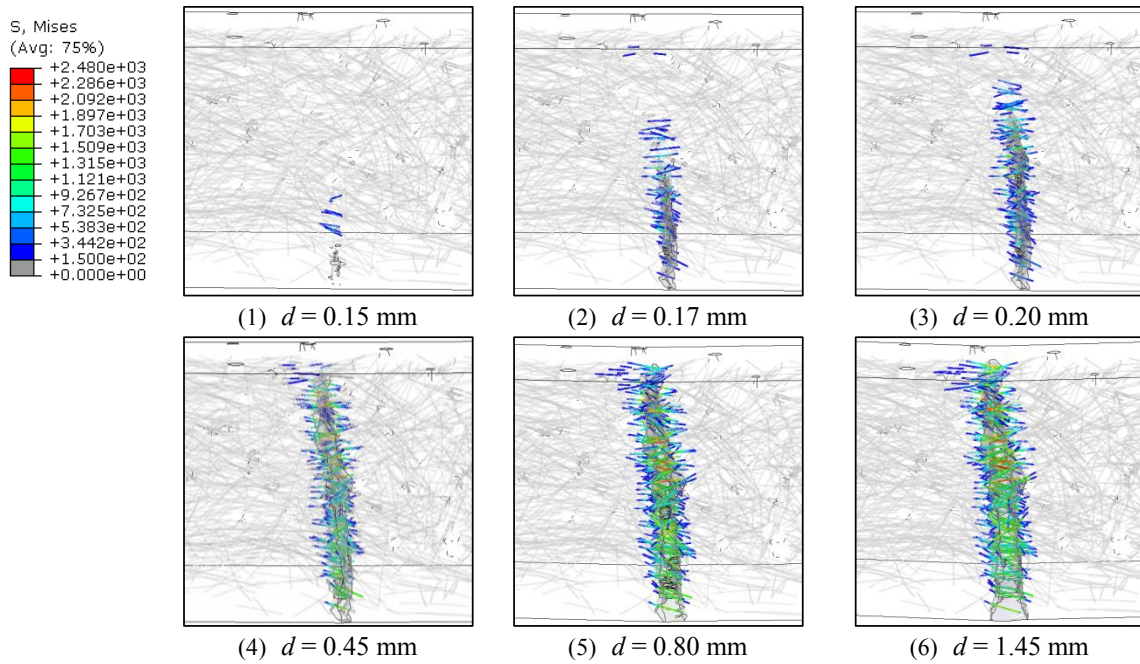 S, Mises
(Avg: 75%)
+2.480e+03
+2.286e+03
+2.092e+03
+1.897e+03
+1.703e+03
+1.509e+03
+1.315e+03
+1.121e+03
+9.267e+02
+7.325e+02
+5.383e+02
+3.442e+02
+1.500e+02
+0.000e+00
(1) d = 0.15 mm
(2) d = 0.17 mm
(3) d = 0.20 mm
(4) d = 0.45 mm
(5) d = 0.80 mm
(6) d = 1.45 mm